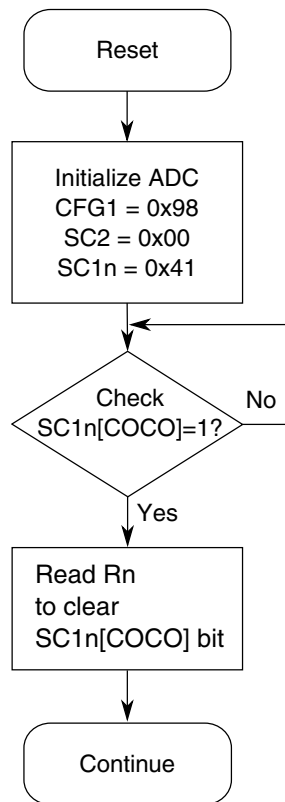 Reset
Initialize ADC
CFG1 = 0x98
SC2 = 0x00
SC1n = 0x41
Check
SC1n[COCO]=1?
No
Yes
Read Rn
to clear
SC1n[COCO] bit
Continue